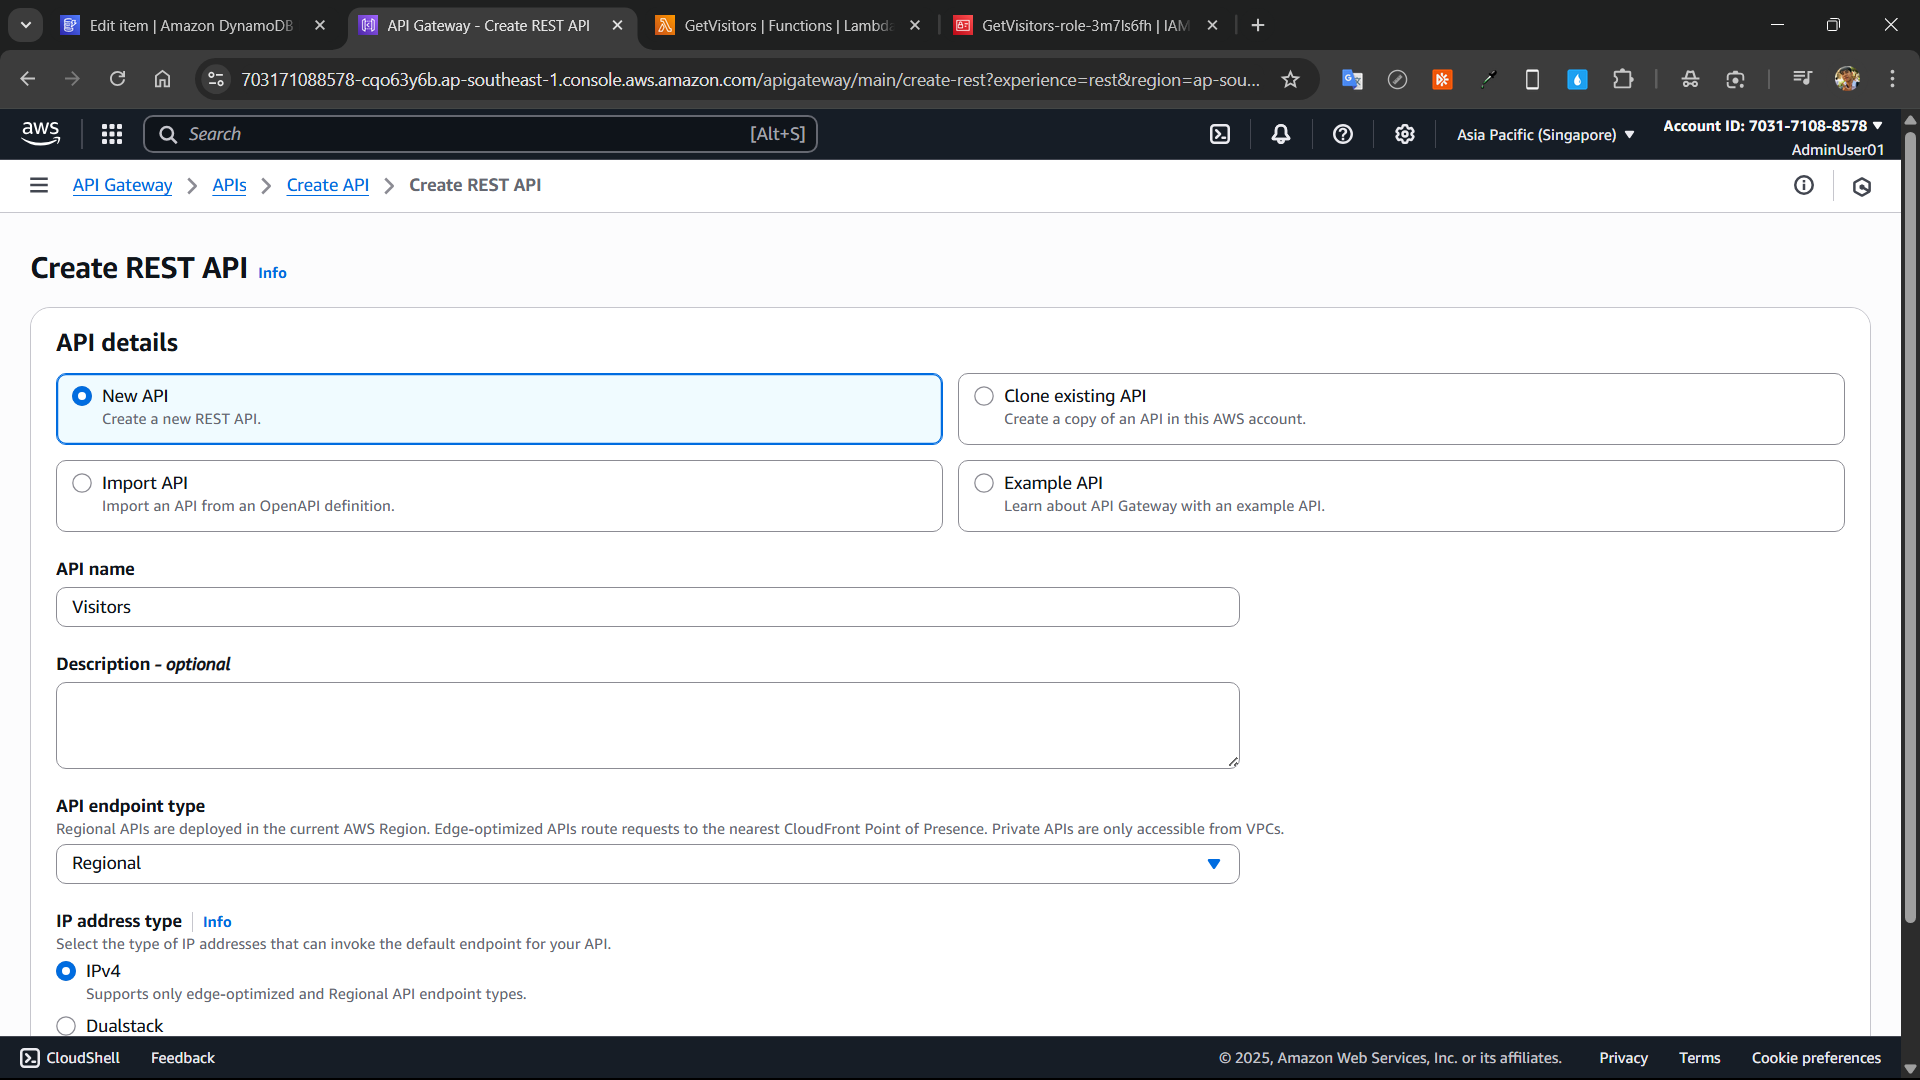 Edit item | Amazon DynamoDB
API Gateway - Create REST API
GetVisitors | Functions | Lambda
GetVisitors-role-3m7ls6fh | IAM
703171088578-cqo63y6b.ap-southeast-1.console.aws.amazon.com/apigateway/main/create-rest?experience=rest&region=ap-sou...
aws
Search
[Alt+S]
Asia Pacific (Singapore)
Account ID: 7031-7108-8578
AdminUser01
API Gateway
APIs
Create API
Create REST API
Create REST API Info
API details
New API
Create a new REST API.
Clone existing API
Create a copy of an API in this AWS account.
Import API
Import an API from an OpenAPI definition.
Example API
Learn about API Gateway with an example API.
API name
Visitors
Description - optional
API endpoint type
Regional APIs are deployed in the current AWS Region. Edge-optimized APIs route requests to the nearest CloudFront Point of Presence. Private APIs are only accessible from VPCs.
Regional
IP address type Info
Select the type of IP addresses that can invoke the default endpoint for your API.
IPv4
Supports only edge-optimized and Regional API endpoint types.
Dualstack
CloudShell
Feedback
© 2025, Amazon Web Services, Inc. or its affiliates.
Privacy
Terms
Cookie preferences